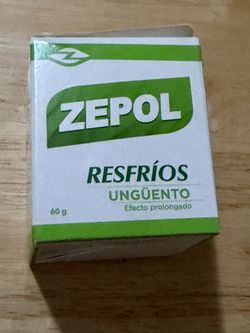 ZEPOL
RESFRÍOS
UNGÜENTO
Efecto prolongado
60 g